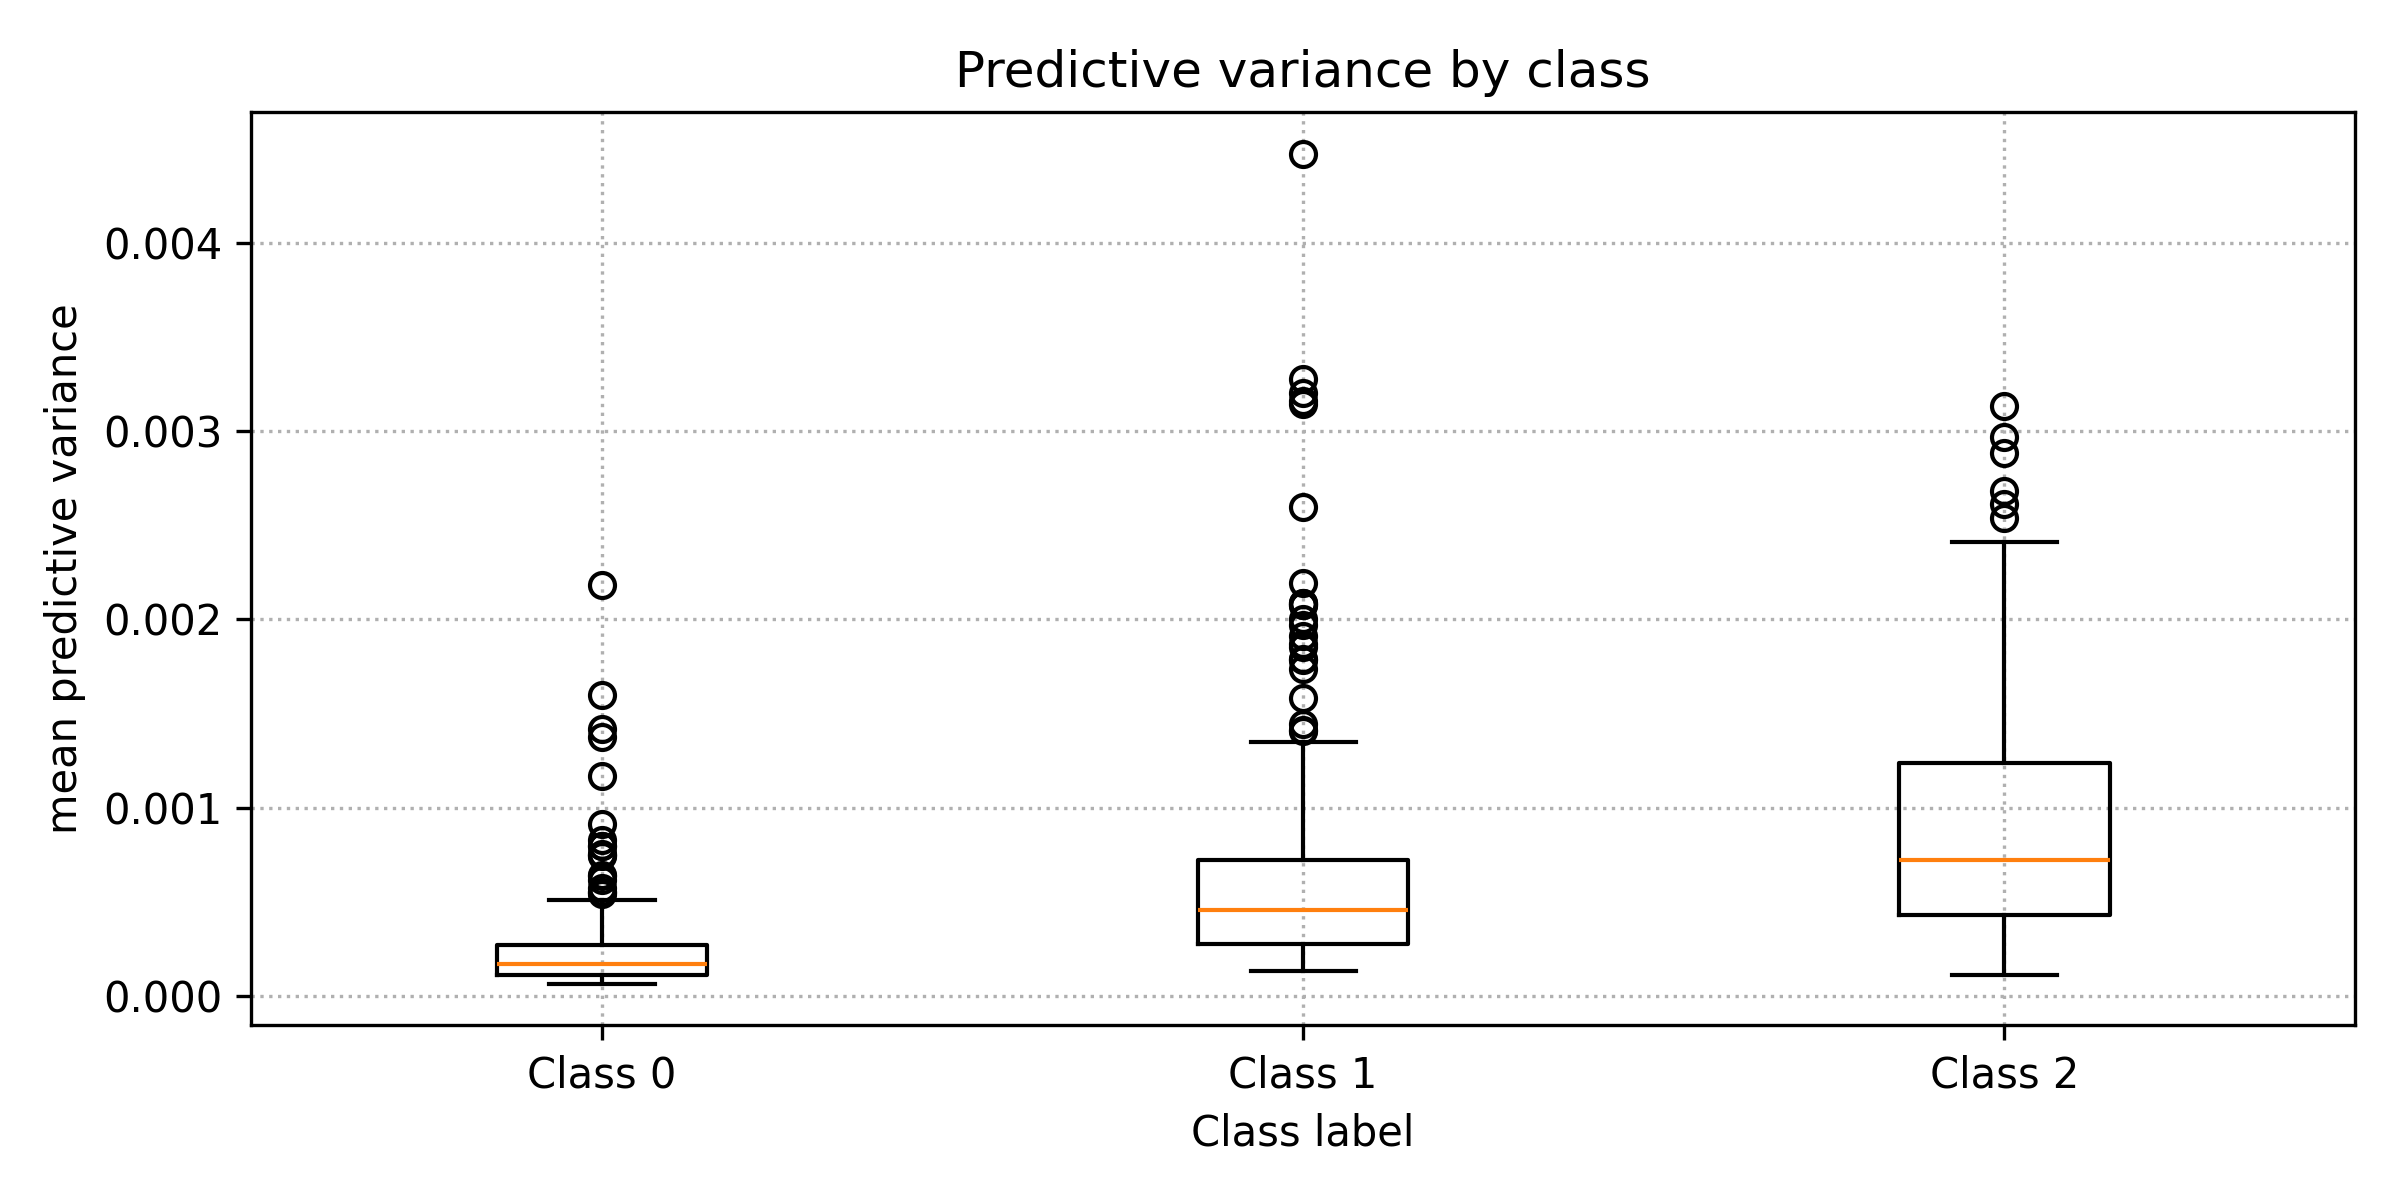 Predictive variance by class
mean predictive variance
0.004
0.003
0.002
0.001
0.000
Class 0
Class 1
Class 2
Class label